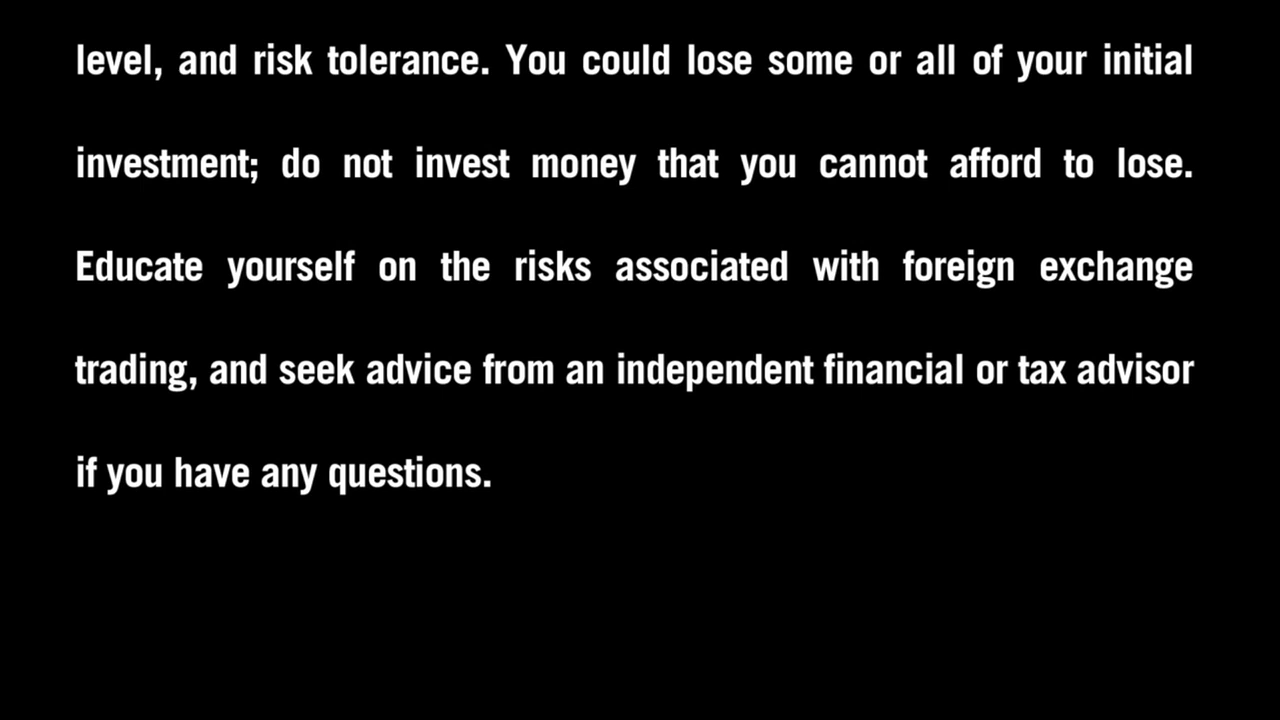 level, and risk tolerance. You could lose some or all of your initial
investment; do not invest money that you cannot afford to lose.
Educate yourself on the risks associated with foreign exchange
trading, and seek advice from an independent financial or tax advisor
if you have any questions.